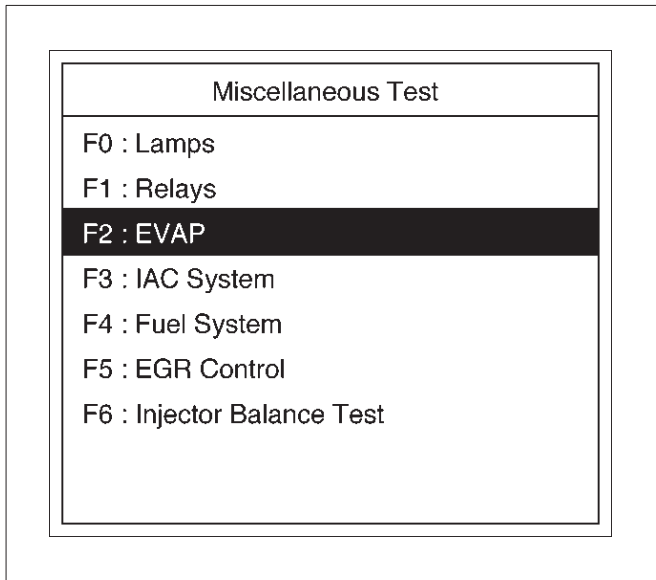 Miscellaneous Test
F0 : Lamps
F1 : Relays
F2 : EVAP
F3 : IAC System
F4 : Fuel System
F5 : EGR Control
F6 : Injector Balance Test